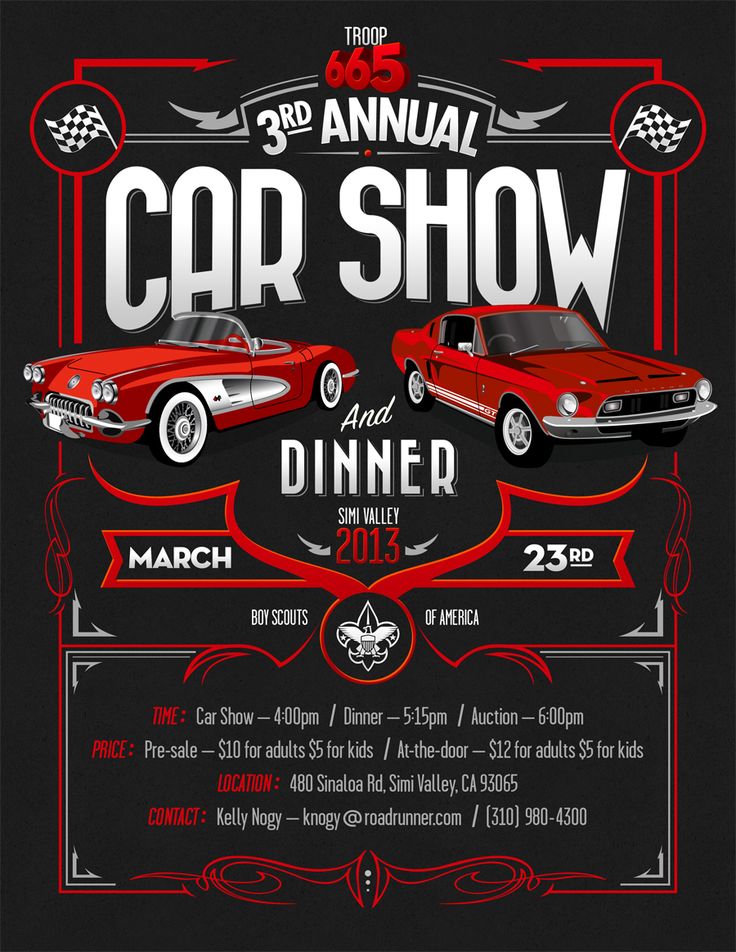 TROOP
665
3RD ANNUAL
CAR SHOW
And
DINNER
SIMI VALLEY
2013
MARCH 23RD
BOY SCOUTS OF AMERICA
TIME: Car Show – 4:00pm / Dinner – 5:15pm / Auction – 6:00pm
PRICE: Pre-sale – $10 for adults $5 for kids / At-the-door – $12 for adults $5 for kids
LOCATION: 480 Sinaloa Rd, Simi Valley, CA 93065
CONTACT: Kelly Nogy – knogy@roadrunner.com / (310) 980-4300
GT
MUSTANG